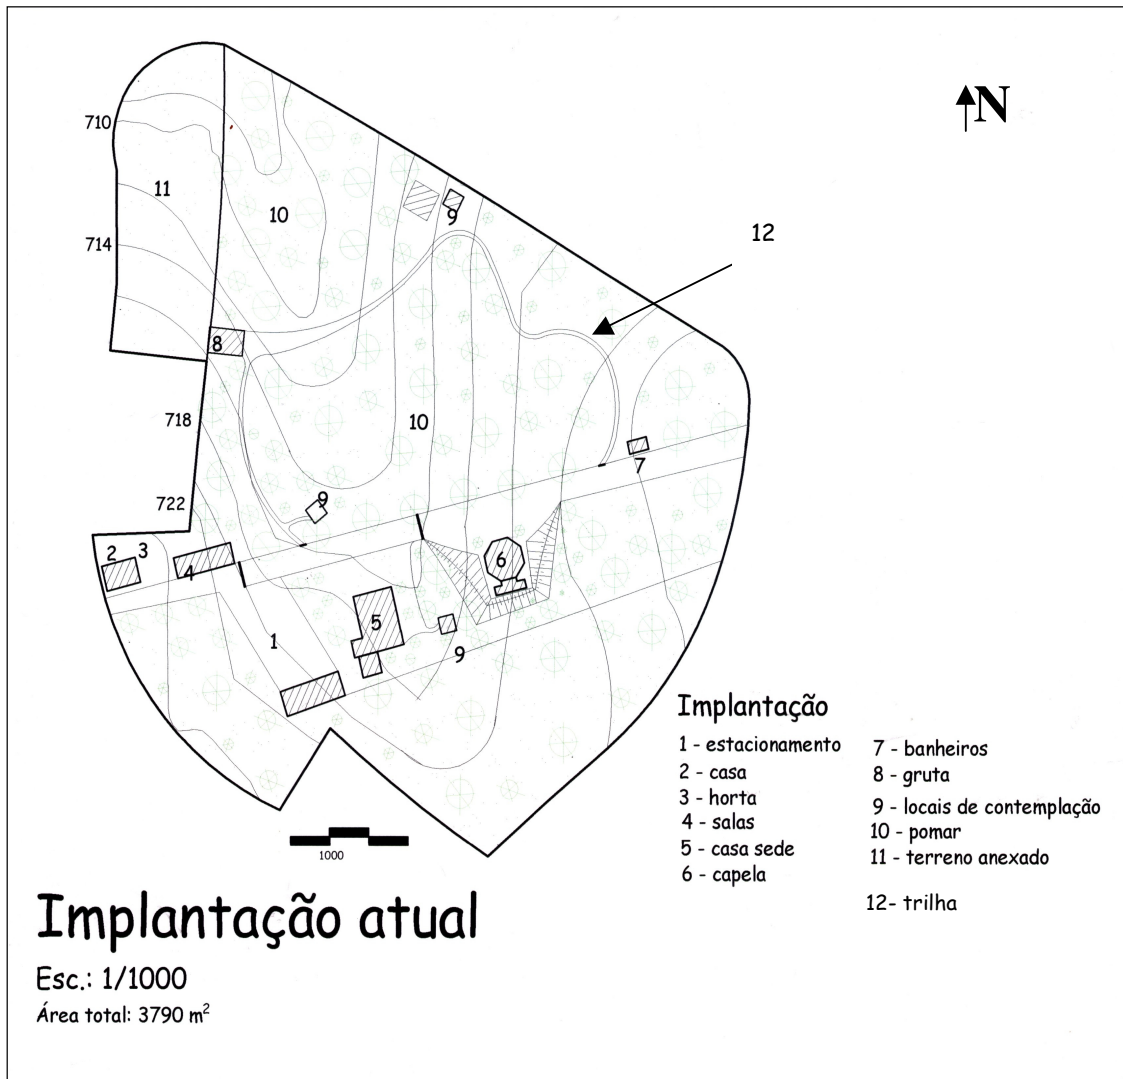 N
710
11
10
9
12
714
8
718
10
722
9
7
2
3
4
6
5
1
9
Implantação
1 - estacionamento
2 - casa
3 - horta
4 - salas
5 - casa sede
6 - capela
7 - banheiros
8 - gruta
9 - locais de contemplação
10 - pomar
11 - terreno anexado
12- trilha
1000
Implantação atual
Esc.: 1/1000
Área total: 3790 m²